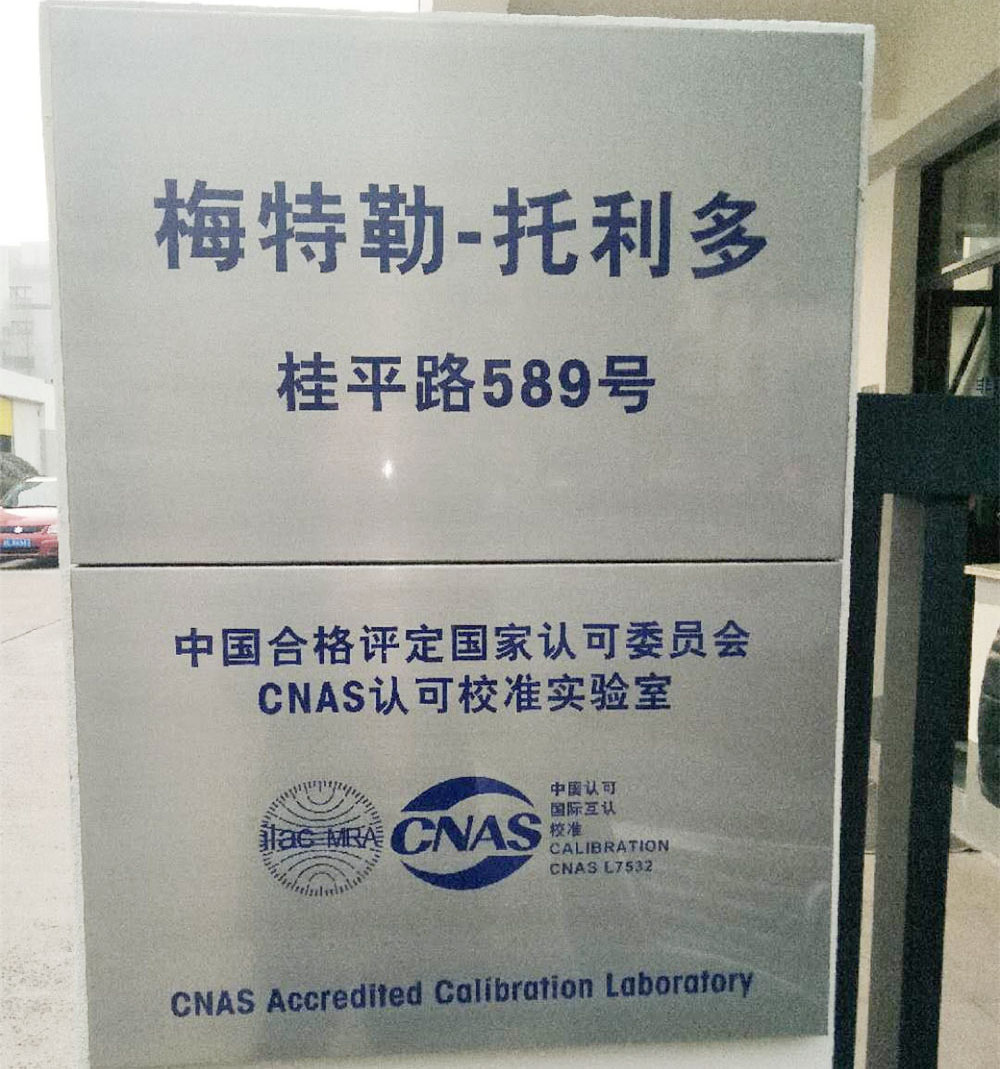 梅特勒-托利多
桂平路589号
中国合格评定国家认可委员会
CNAS认可校准实验室
ilac-MRA
CNAS
中国认可
国际互认
校准
CALIBRATION
CNAS L7532
CNAS Accredited Calibration Laboratory